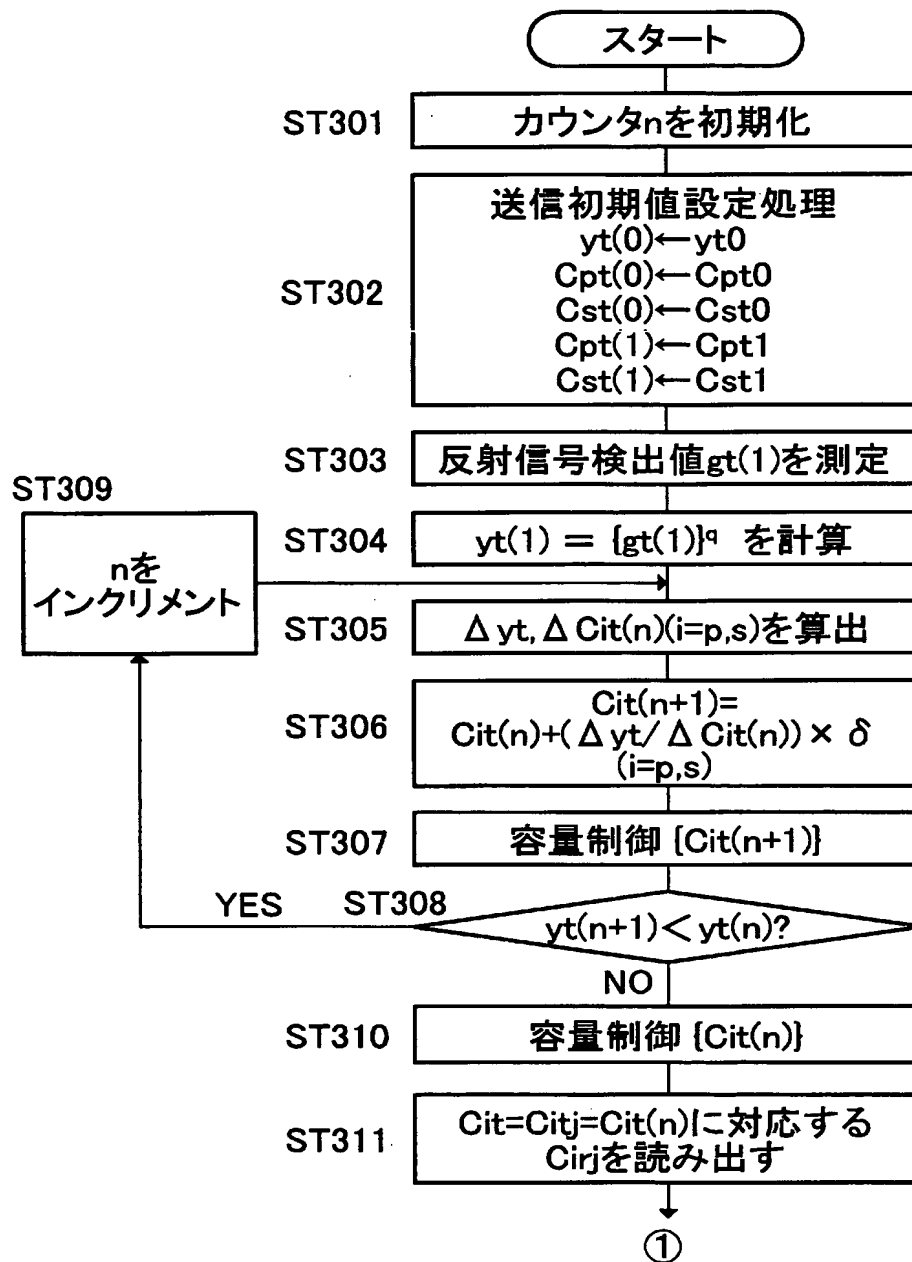 スタート
ST301
カウンタnを初期化
ST302
送信初期値設定処理
yt(0)←yt0
Cpt(0)←Cpt0
Cst(0)←Cst0
Cpt(1)←Cpt1
Cst(1)←Cst1
ST303
反射信号検出値gt(1)を測定
ST304
yt(1) = {gt(1)}^q を計算
ST309
nを
インクリメント
ST305
Δyt,ΔCit(n)(i=p,s)を算出
ST306
Cit(n+1)=
Cit(n)+(Δyt/ΔCit(n))×δ
(i=p,s)
ST307
容量制御 {Cit(n+1)}
YES
ST308
yt(n+1)<yt(n)?
NO
ST310
容量制御 {Cit(n)}
ST311
Cit=Citj=Cit(n)に対応する
Cirjを読み出す
①